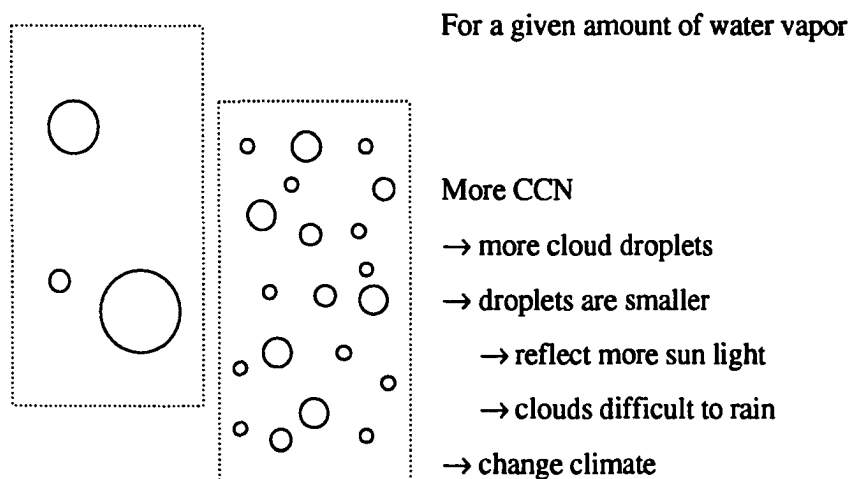 For a given amount of water vapor
More CCN
→ more cloud droplets
→ droplets are smaller
→ reflect more sun light
→ clouds difficult to rain
→ change climate